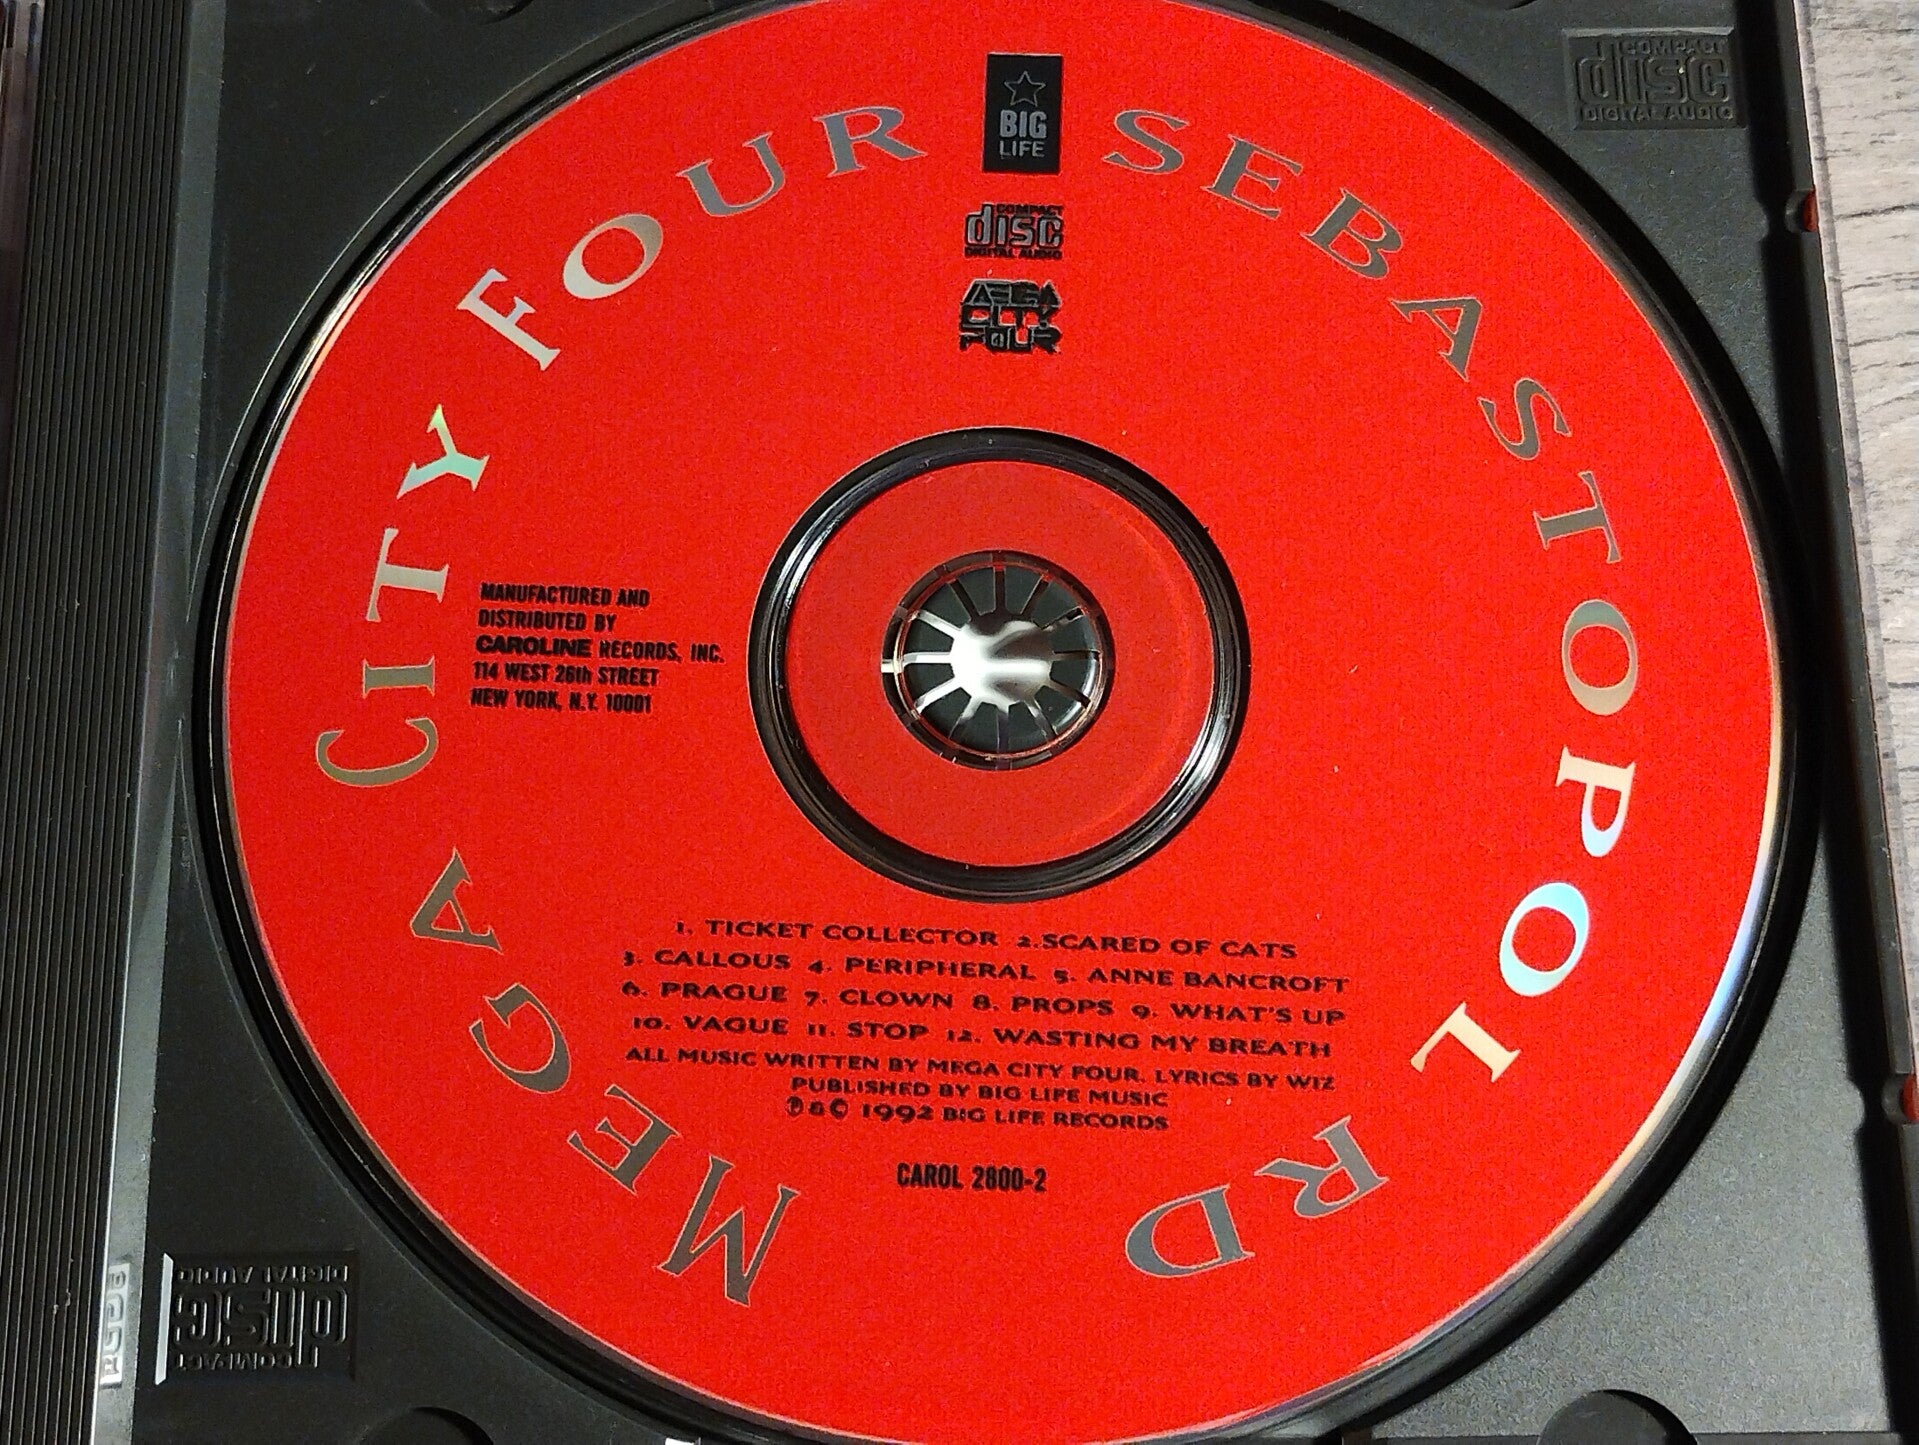 MEGA CITY FOUR SEBASTOPOL RD
BIG
LIFE
COMPACT
disc
DIGITAL AUDIO
MEGA
CITY
FOUR
MANUFACTURED AND
DISTRIBUTED BY
CAROLINE RECORDS, INC.
114 WEST 26th STREET
NEW YORK, N.Y. 10001
1. TICKET COLLECTOR 2.SCARED OF CATS
3. CALLOUS 4. PERIPHERAL 5. ANNE BANCROFT
6. PRAGUE 7. CLOWN 8. PROPS 9. WHAT'S UP
10. VAGUE 11. STOP 12. WASTING MY BREATH
ALL MUSIC WRITTEN BY MEGA CITY FOUR. LYRICS BY WIZ
PUBLISHED BY BIG LIFE MUSIC
℗&© 1992 BIG LIFE RECORDS
CAROL 2800-2
COMPACT
disc
DIGITAL AUDIO
COMPACT
disc
DIGITAL AUDIO